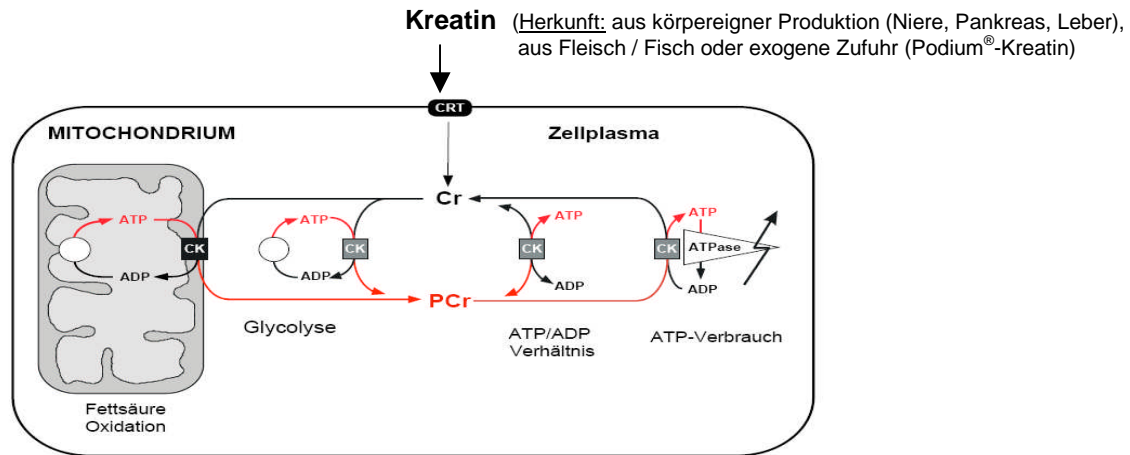 Kreatin (Herkunft: aus körpereigner Produktion (Niere, Pankreas, Leber),
aus Fleisch / Fisch oder exogene Zufuhr (Podium®-Kreatin)
CRT
MITOCHONDRIUM
Zellplasma
Cr
ATP
ATP
ATP
ATP
CK
CK
CK
CK
ATPase
ADP
ADP
ADP
ADP
PCr
Glycolyse
ATP/ADP
Verhältnis
ATP-Verbrauch
Fettsäure
Oxidation